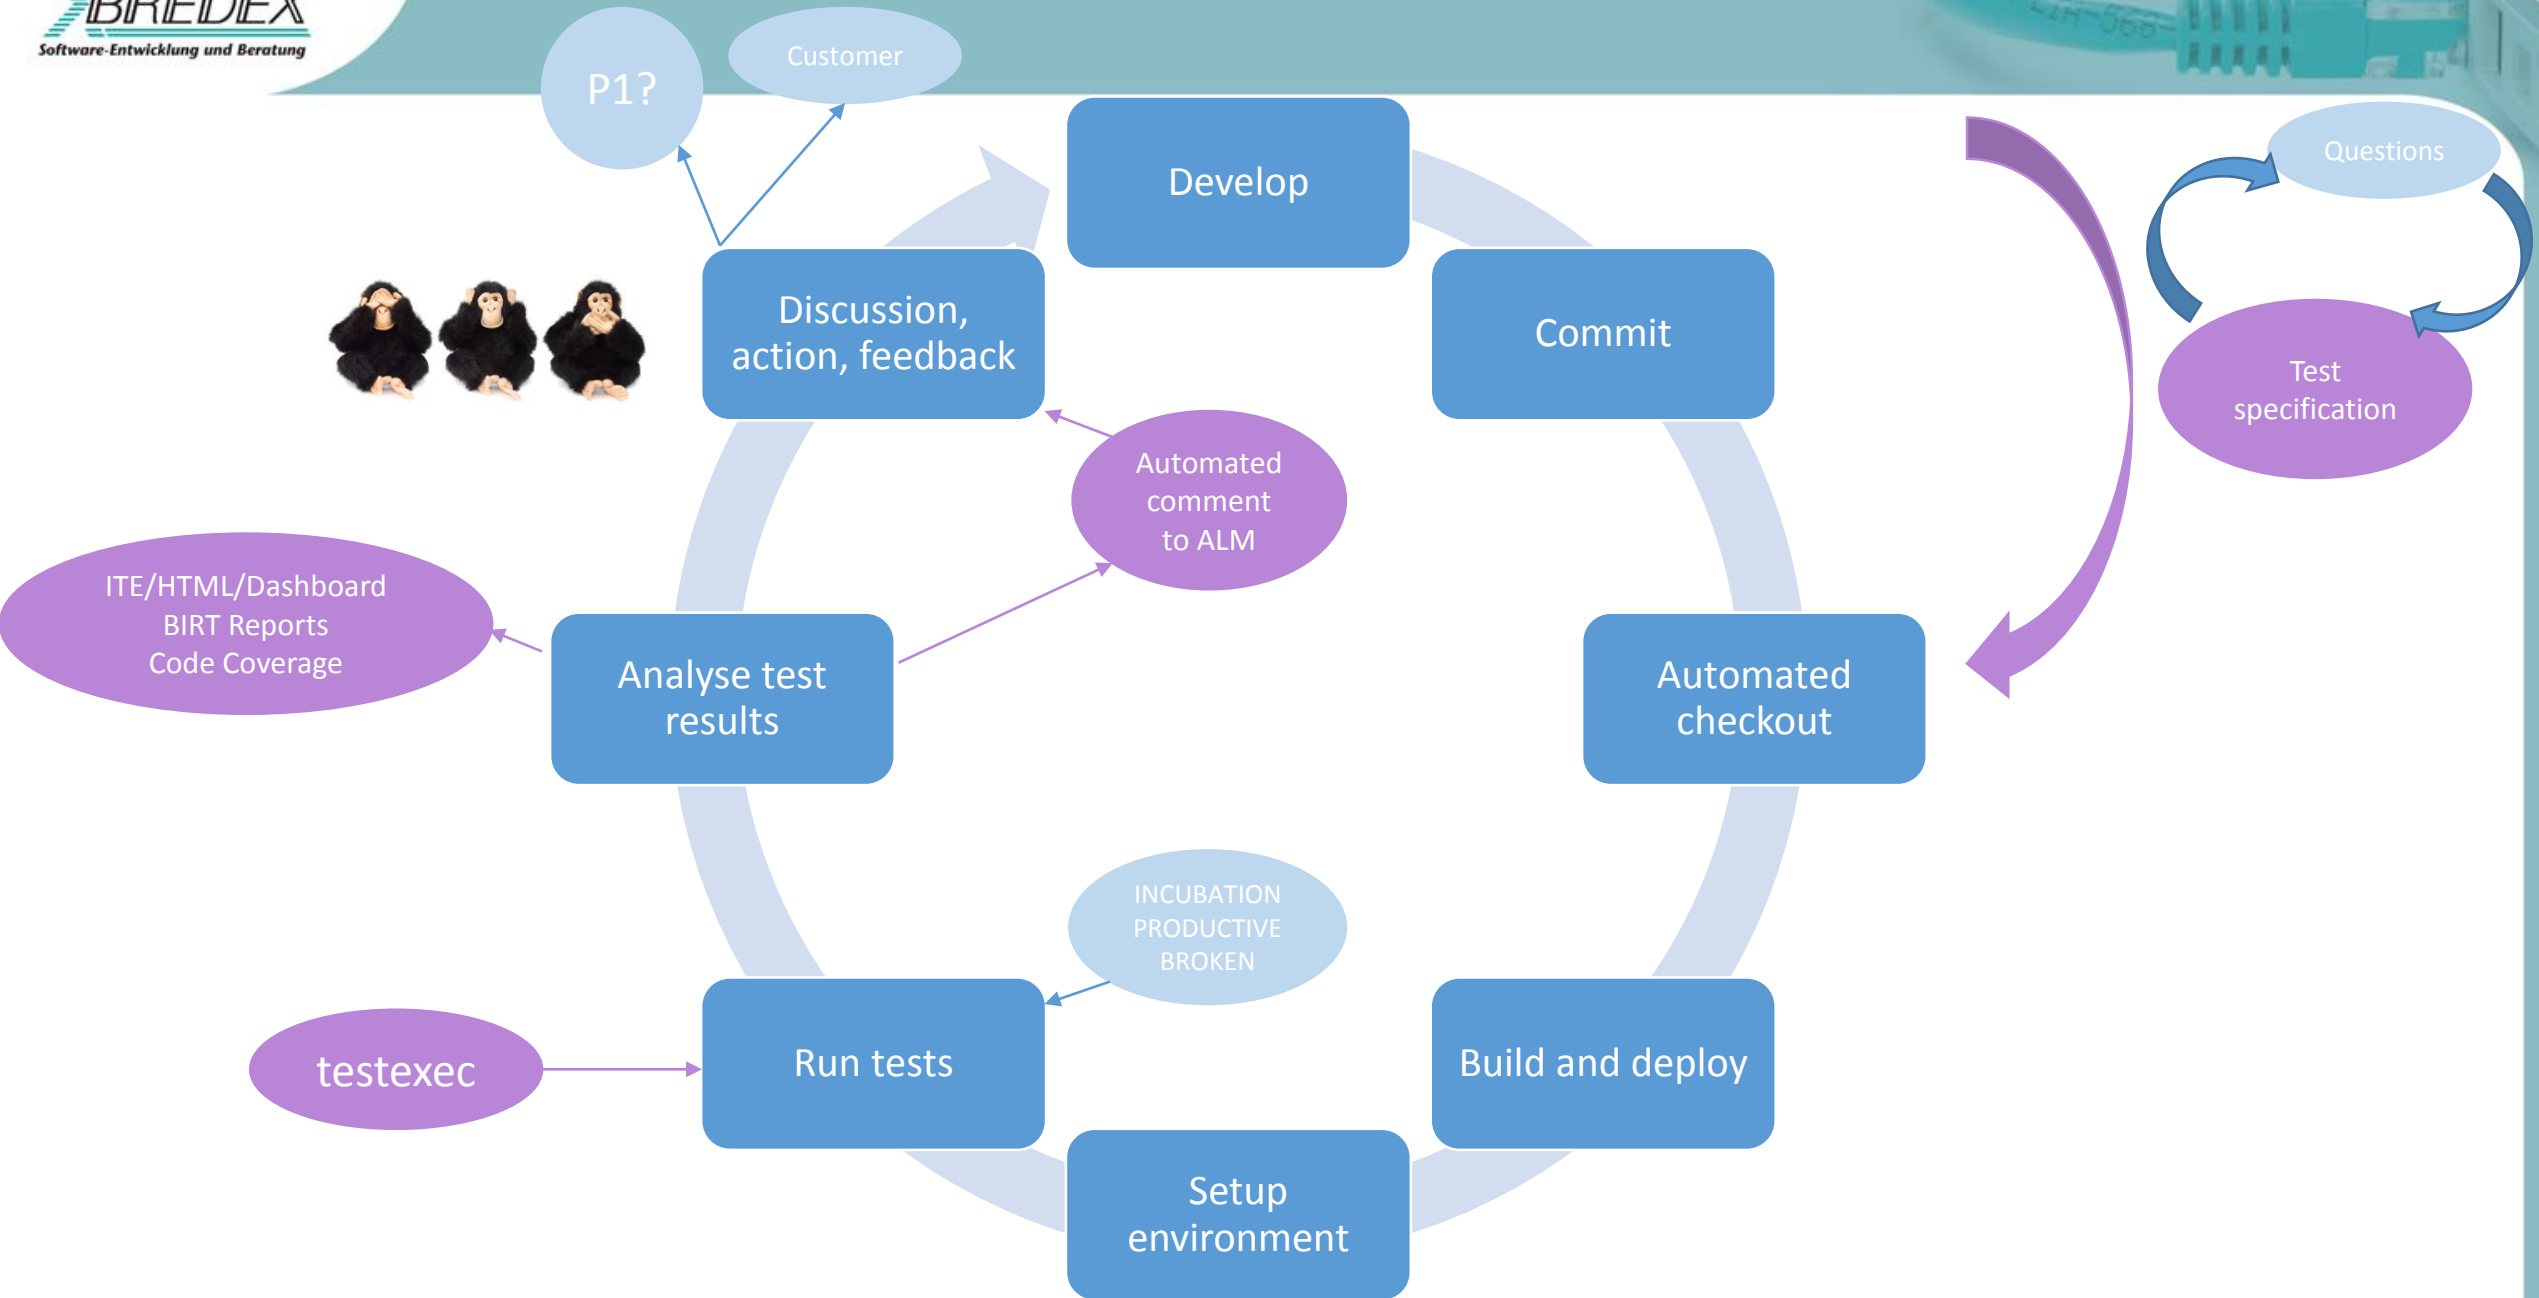 BREDEX
Software-Entwicklung und Beratung
P1?
Customer
Develop
Questions
Commit
Discussion,
action, feedback
Test
specification
Automated
comment
to ALM
ITE/HTML/Dashboard
BIRT Reports
Code Coverage
Analyse test
results
Automated
checkout
INCUBATION
PRODUCTIVE
BROKEN
testexec
Run tests
Build and deploy
Setup
environment